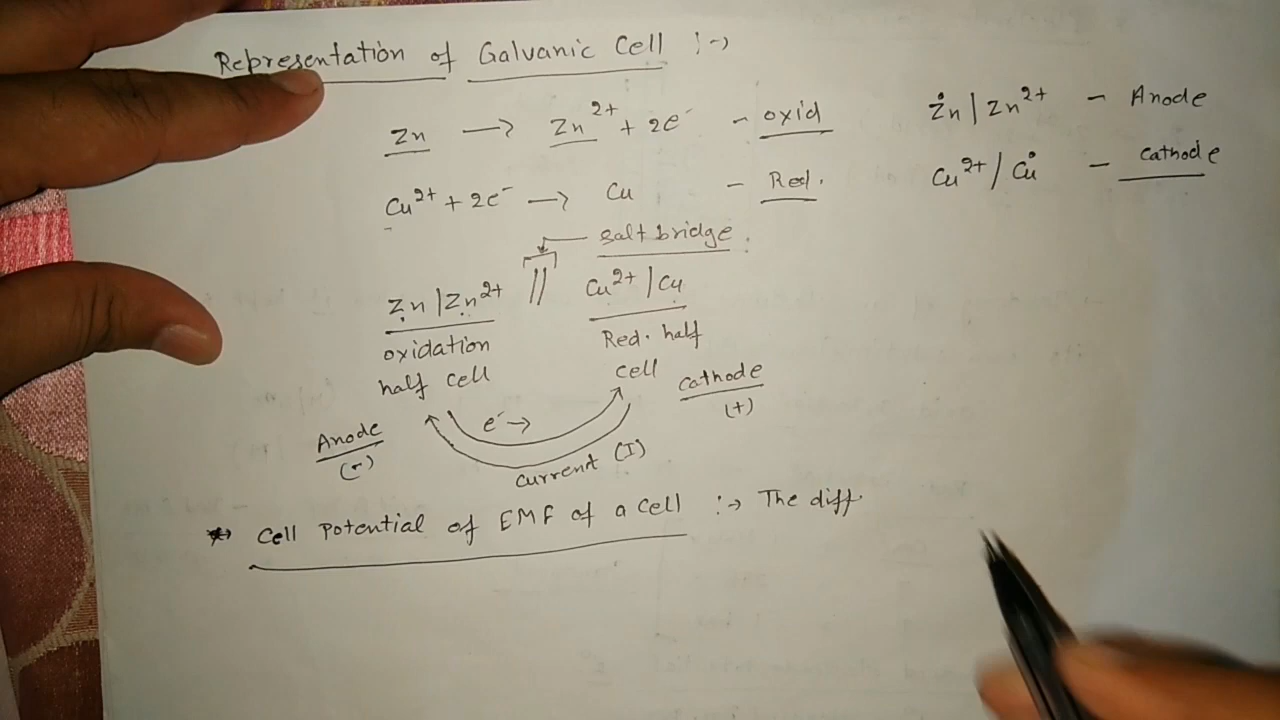 Representation of Galvanic Cell :->
Zn —> Zn²⁺ + 2e⁻ - oxid
Zn | Zn²⁺ - Anode
Cu²⁺ + 2e⁻ —> Cu - Red.
Cu²⁺ / Cu - Cathode
salt bridge
Zn | Zn²⁺ // Cu²⁺ | Cu
oxidation
half cell
Red. half
cell
Cathode
(+)
Anode
(-)
e⁻ ->
Current (I)
*> Cell Potential of EMF of a cell :-> The diff.